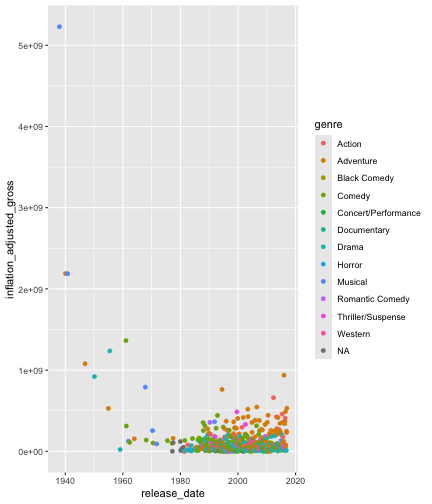 5e+09
4e+09
3e+09
2e+09
1e+09
0e+00
inflation_adjusted_gross
1940
1960
1980
2000
2020
release_date
genre
Action
Adventure
Black Comedy
Comedy
Concert/Performance
Documentary
Drama
Horror
Musical
Romantic Comedy
Thriller/Suspense
Western
NA